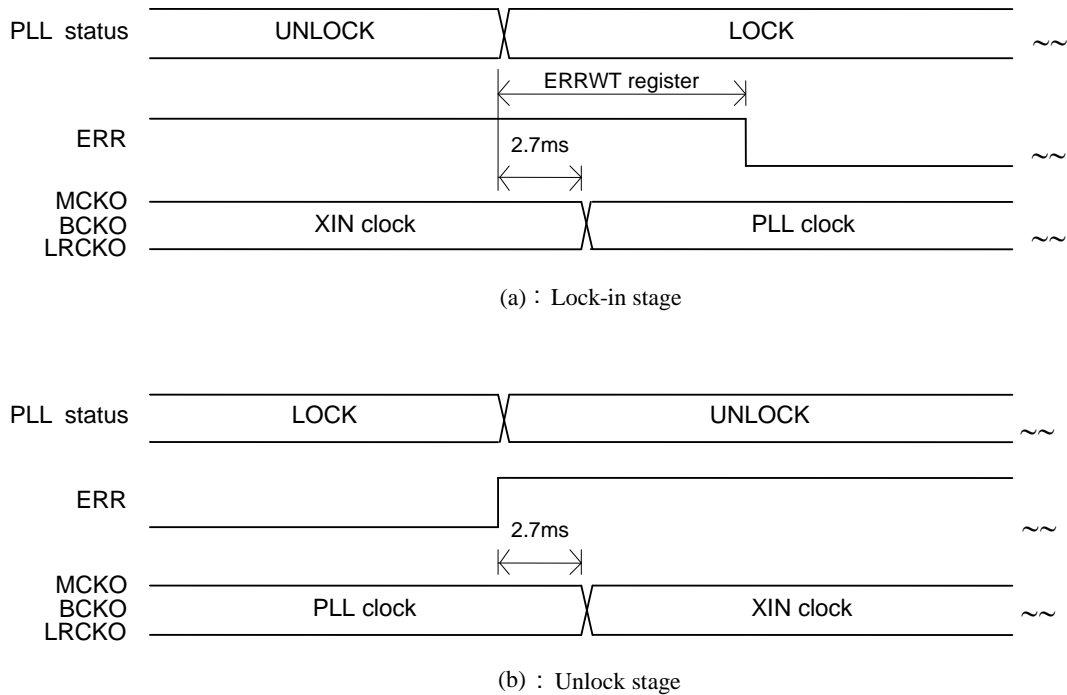 PLL status
UNLOCK
LOCK
~~
ERRWT register
ERR
2.7ms
~~
MCKO
BCKO
LRCKO
XIN clock
PLL clock
~~
(a)：Lock-in stage
PLL status
LOCK
UNLOCK
~~
ERR
2.7ms
~~
MCKO
BCKO
LRCKO
PLL clock
XIN clock
~~
(b)：Unlock stage